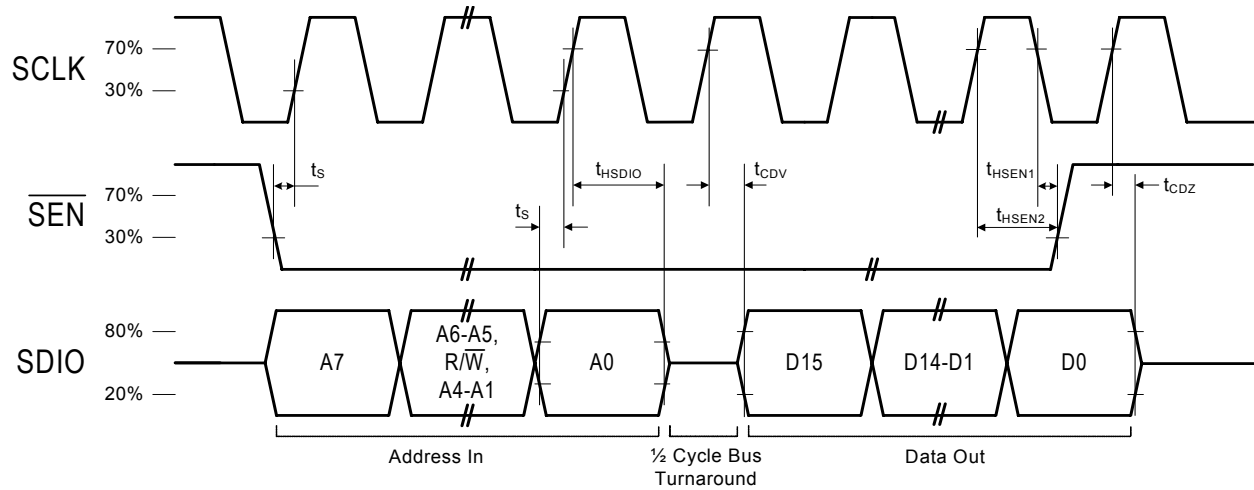 SCLK
70%
30%
SEN
70%
30%
tS
tS
tHSDIO
tCDV
tHSEN1
tHSEN2
tCDZ
SDIO
80%
20%
A7
A6-A5,
R/W,
A4-A1
A0
D15
D14-D1
D0
Address In
½ Cycle Bus
Turnaround
Data Out